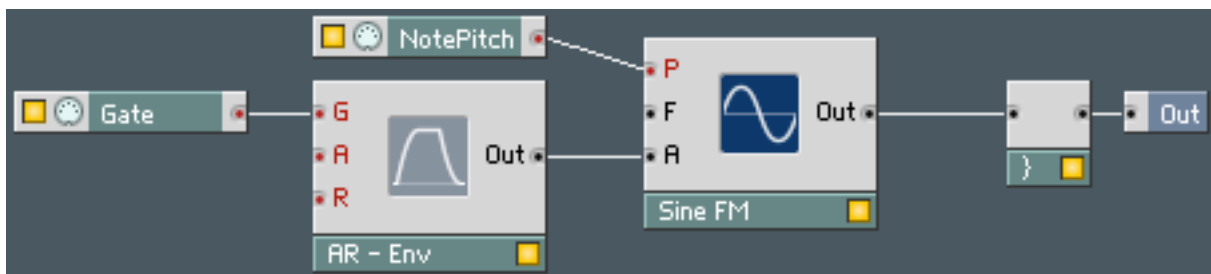 NotePitch
Gate
G
A
R
Out
AR - Env
P
F
A
Out
Sine FM
}
Out